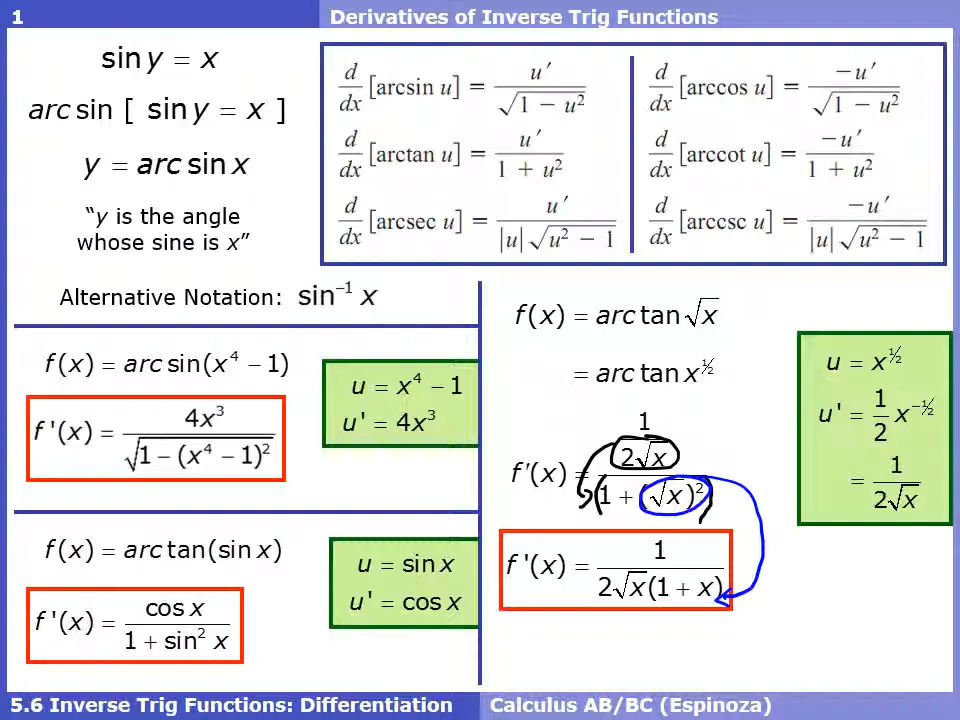 1 Derivatives of Inverse Trig Functions
sin y = x
arc sin [ sin y = x ]
y = arc sin x
“y is the angle
whose sine is x”
Alternative Notation: sin⁻¹ x
d/dx [arcsin u] = u′/√(1 − u²)
d/dx [arccos u] = −u′/√(1 − u²)
d/dx [arctan u] = u′/(1 + u²)
d/dx [arccot u] = −u′/(1 + u²)
d/dx [arcsec u] = u′/(|u|√(u² − 1))
d/dx [arccsc u] = −u′/(|u|√(u² − 1))
f(x) = arc sin(x⁴ − 1)
f '(x) = 4x³/√(1 − (x⁴ − 1)²)
u = x⁴ − 1
u' = 4x³
f(x) = arc tan(sin x)
f '(x) = cos x/(1 + sin² x)
u = sin x
u' = cos x
f(x) = arc tan √x
= arc tan x^½
f′(x) = (1/(2√x))/(1 + (√x)²)
f '(x) = 1/(2√x(1 + x))
u = x^½
u' = 1/2 x^−½
= 1/(2√x)
5.6 Inverse Trig Functions: Differentiation Calculus AB/BC (Espinoza)